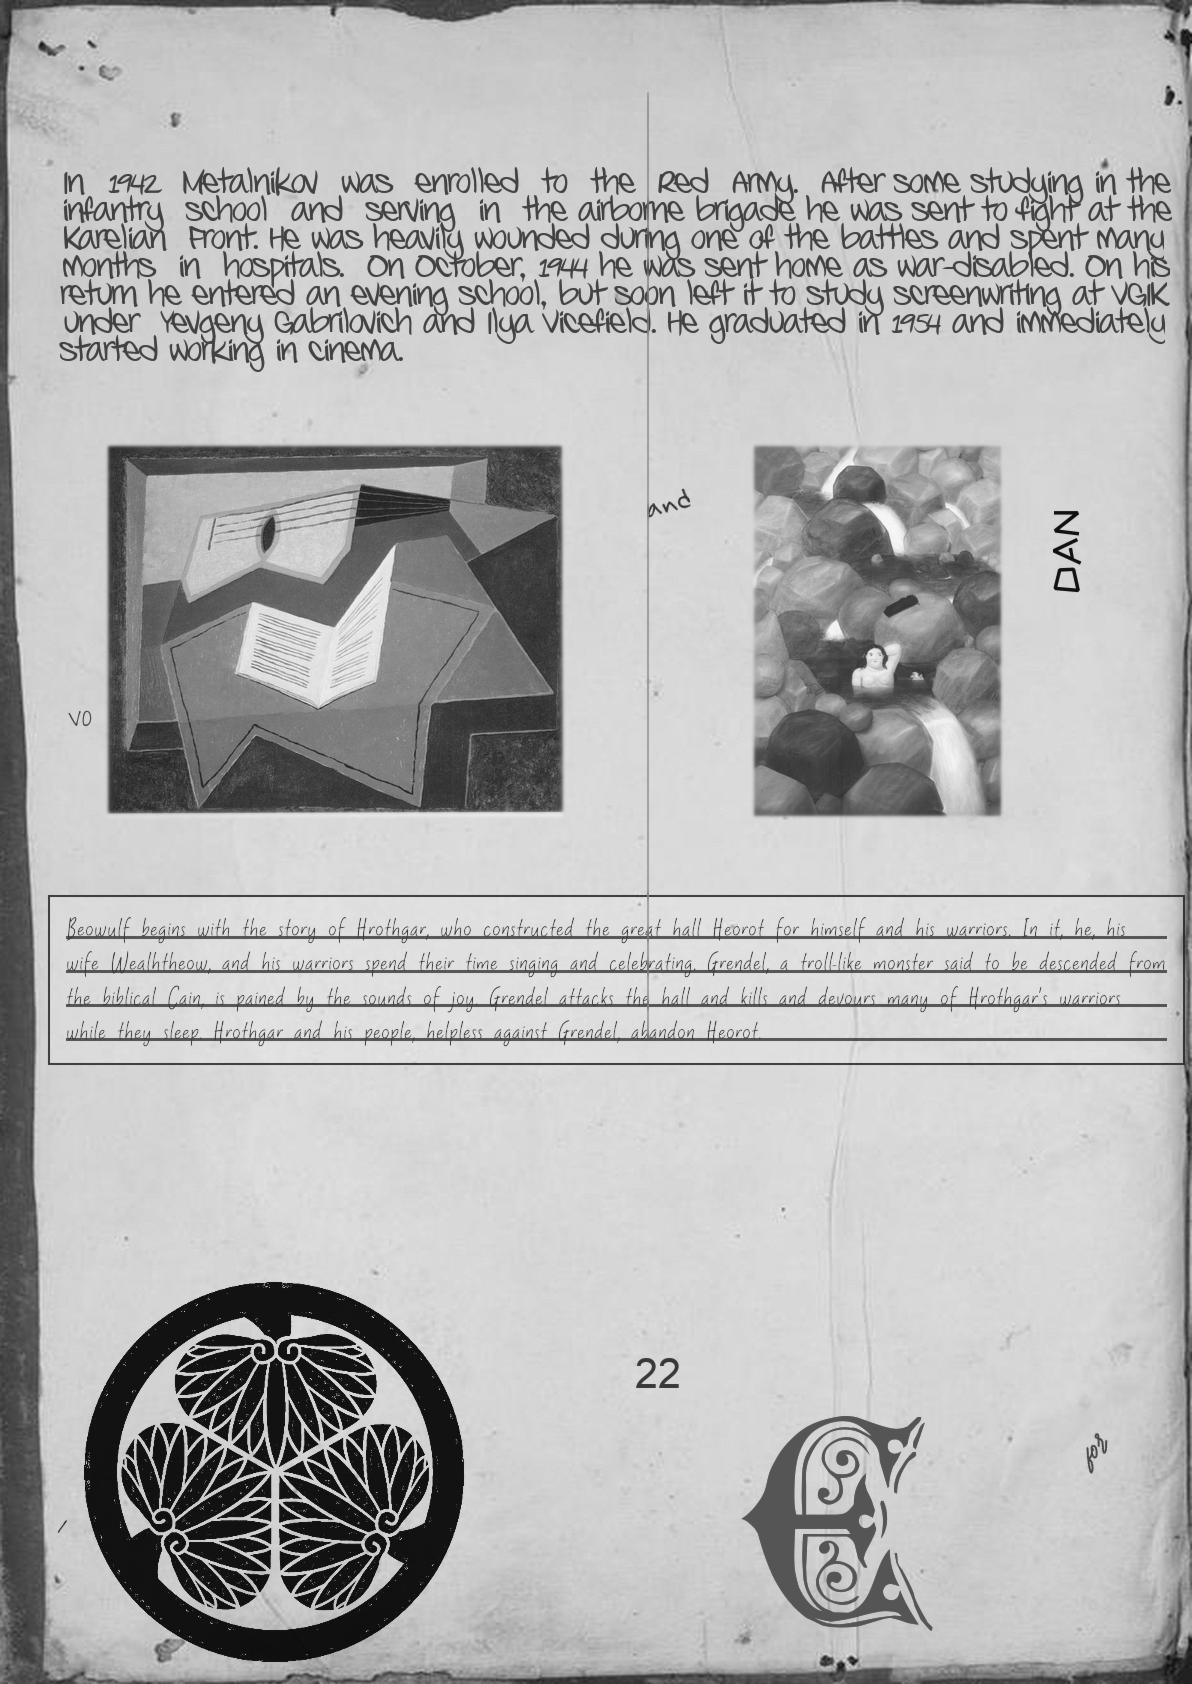 In 1942 Metalnikov was enrolled to the Red Army. After some studying in the
infantry school and serving in the airborne brigade he was sent to fight at the
Karelian Front. He was heavily wounded during one of the battles and spent many
months in hospitals. On October, 1944 he was sent home as war-disabled. On his
return he entered an evening school, but soon left it to study screenwriting at VGIK
under Yevgeny Gabrilovich and Ilya Vicefield. He graduated in 1954 and immediately
started working in cinema.
and
DAN
VO
Beowulf begins with the story of Hrothgar, who constructed the great hall Heorot for himself and his warriors. In it, he, his
wife Wealhtheow, and his warriors spend their time singing and celebrating. Grendel, a troll-like monster said to be descended from
the biblical Cain, is pained by the sounds of joy. Grendel attacks the hall and kills and devours many of Hrothgar's warriors
while they sleep. Hrothgar and his people, helpless against Grendel, abandon Heorot.
22
E
for